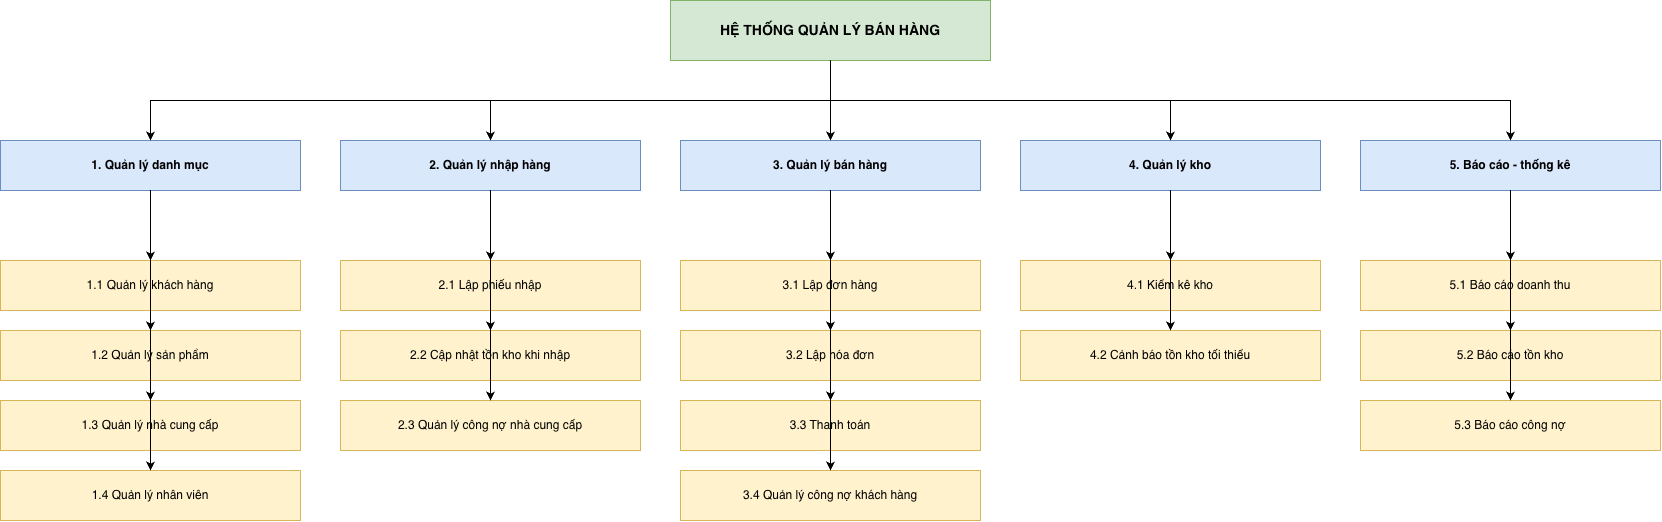 HỆ THỐNG QUẢN LÝ BÁN HÀNG
1. Quản lý danh mục
2. Quản lý nhập hàng
3. Quản lý bán hàng
4. Quản lý kho
5. Báo cáo - thống kê
1.1 Quản lý khách hàng
2.1 Lập phiếu nhập
3.1 Lập đơn hàng
4.1 Kiểm kê kho
5.1 Báo cáo doanh thu
1.2 Quản lý sản phẩm
2.2 Cập nhật tồn kho khi nhập
3.2 Lập hóa đơn
4.2 Cảnh báo tồn kho tối thiểu
5.2 Báo cáo tồn kho
1.3 Quản lý nhà cung cấp
2.3 Quản lý công nợ nhà cung cấp
3.3 Thanh toán
5.3 Báo cáo công nợ
1.4 Quản lý nhân viên
3.4 Quản lý công nợ khách hàng